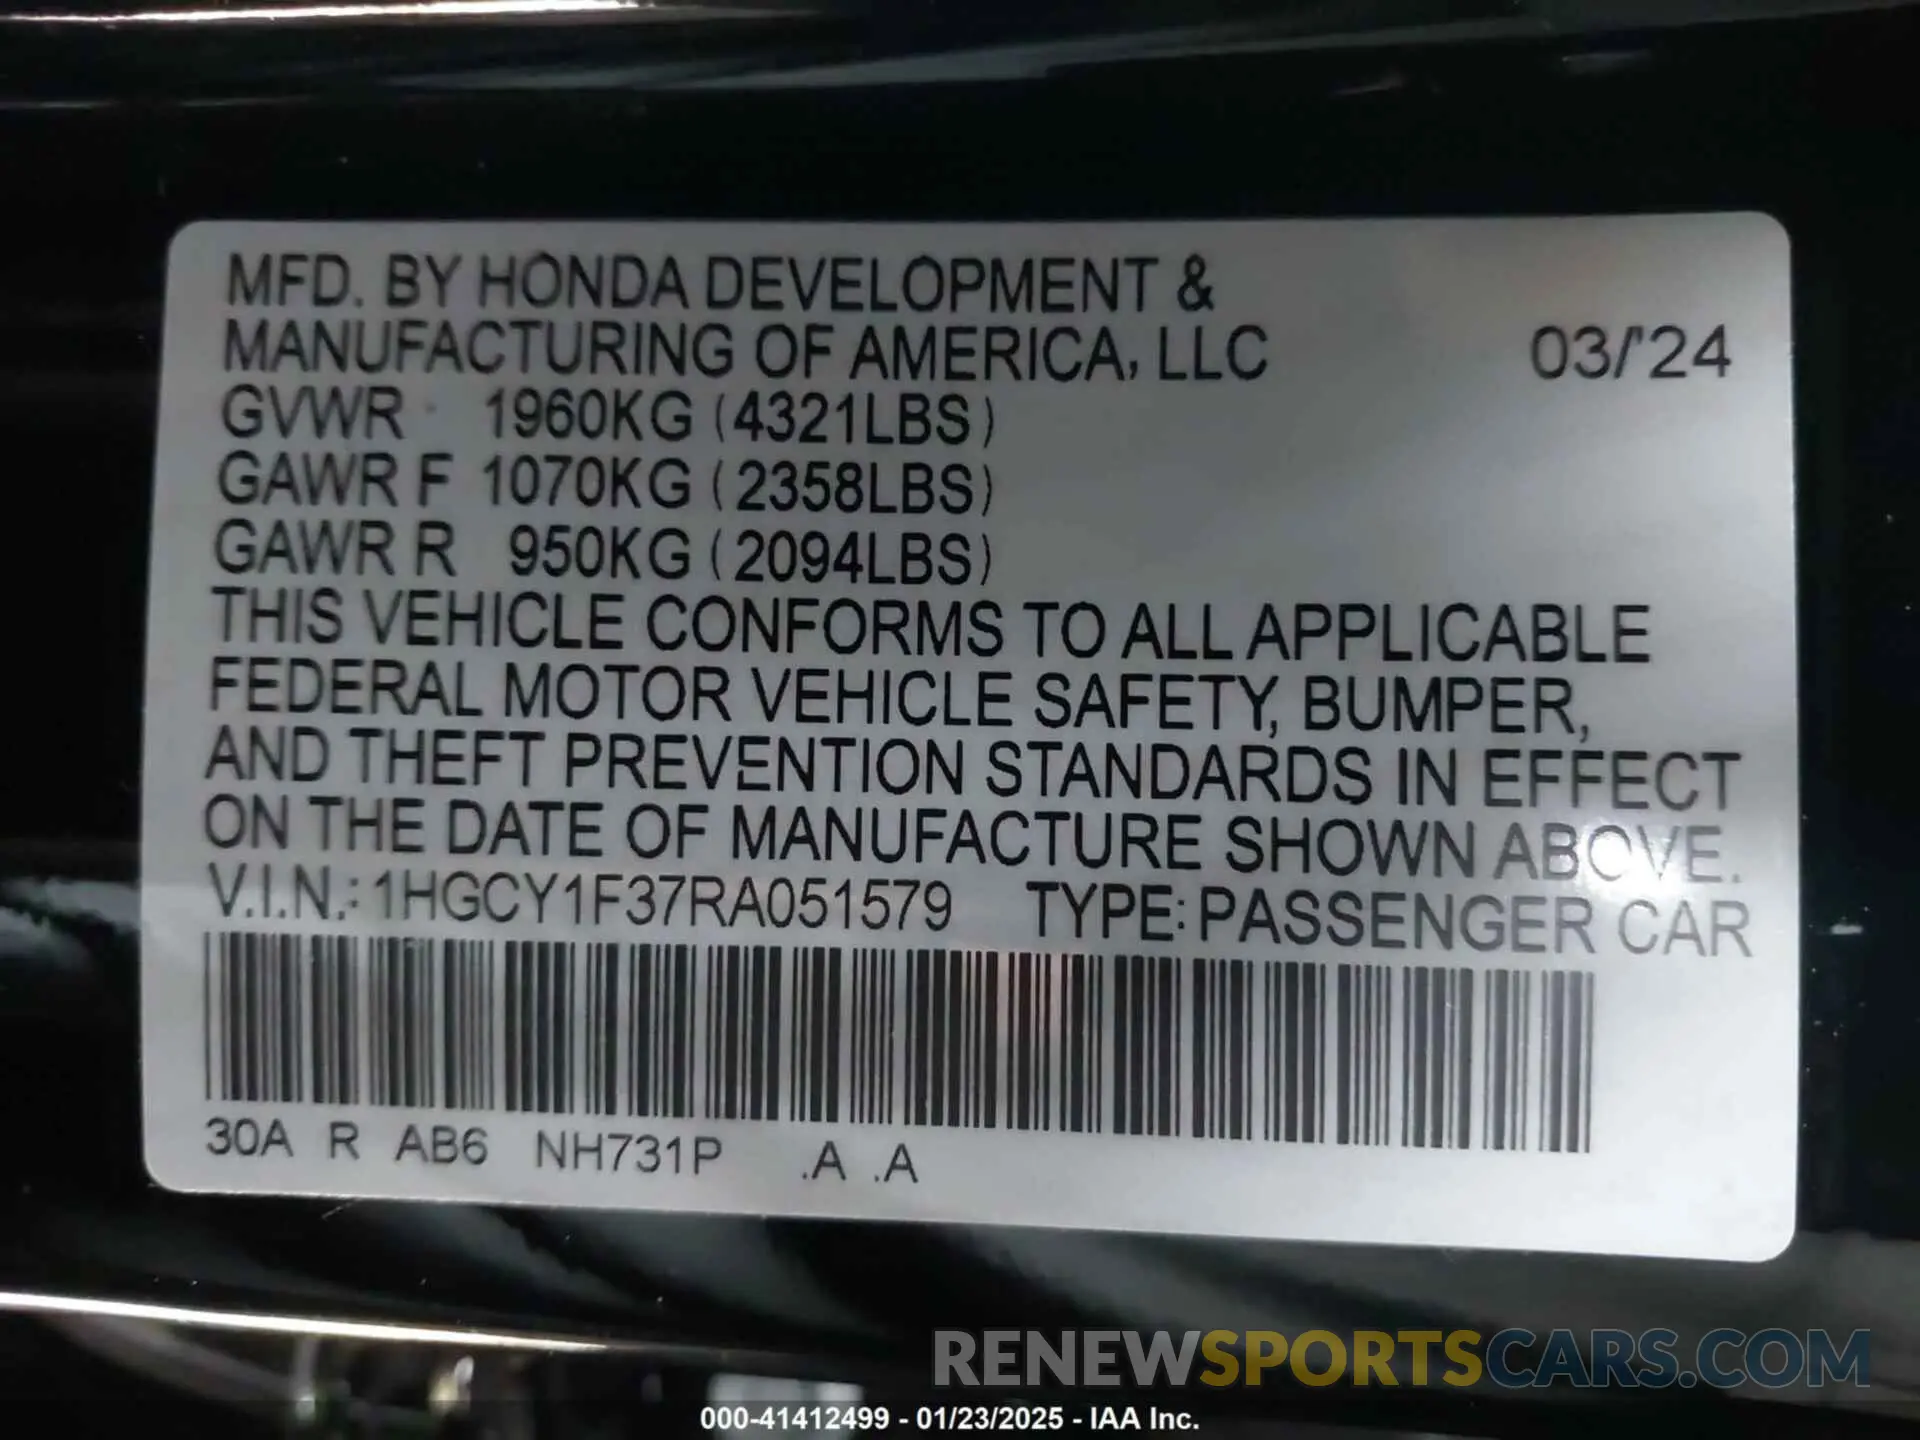 MFD. BY HONDA DEVELOPMENT &
MANUFACTURING OF AMERICA, LLC 03/'24
GVWR 1960KG (4321LBS)
GAWR F 1070KG (2358LBS)
GAWR R 950KG (2094LBS)
THIS VEHICLE CONFORMS TO ALL APPLICABLE
FEDERAL MOTOR VEHICLE SAFETY, BUMPER,
AND THEFT PREVENTION STANDARDS IN EFFECT
ON THE DATE OF MANUFACTURE SHOWN ABOVE.
V.I.N.: 1HGCY1F37RA051579 TYPE: PASSENGER CAR
30A R AB6 NH731P .A .A
RENEWSPORTSCARS.COM
000-41412499 - 01/23/2025 - IAA Inc.